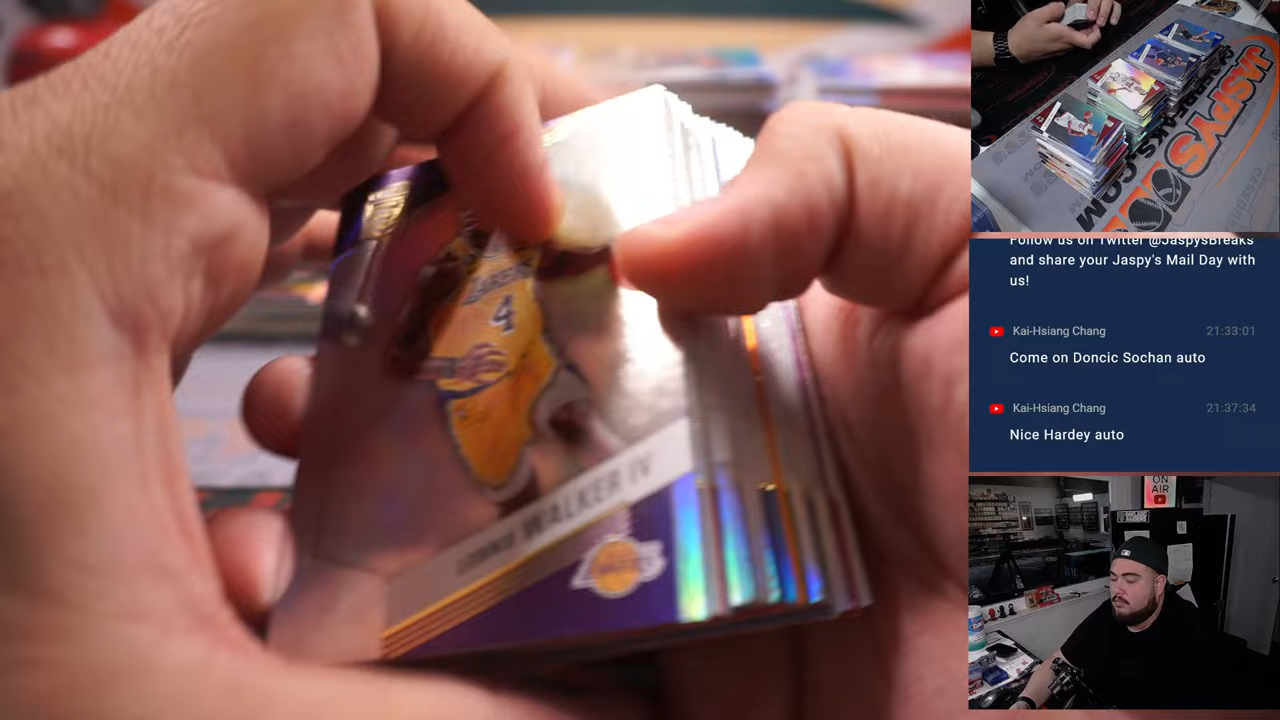 LAKERS
4
LONNIE WALKER IV
LAKERS
JASPYS
.COM
Follow us on Twitter @JaspysBreaks
and share your Jaspy's Mail Day with
us!
Kai-Hsiang Chang 21:33:01
Come on Doncic Sochan auto
Kai-Hsiang Chang 21:37:34
Nice Hardey auto
ON
AIR